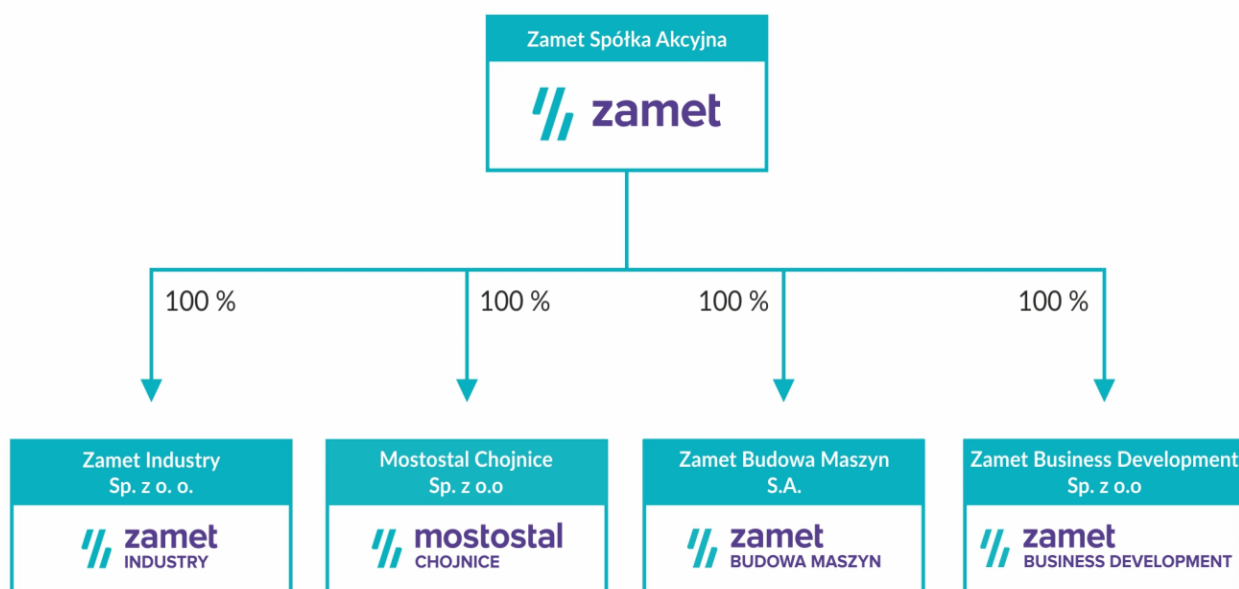 Zamet Spółka Akcyjna
zamet
100 %
100 %
100 %
100 %
Zamet Industry
Sp. z o. o.
zamet
INDUSTRY
Mostostal Chojnice
Sp. z o.o
mostostal
CHOJNICE
Zamet Budowa Maszyn
S.A.
zamet
BUDOWA MASZYN
Zamet Business Development
Sp. z o.o
zamet
BUSINESS DEVELOPMENT